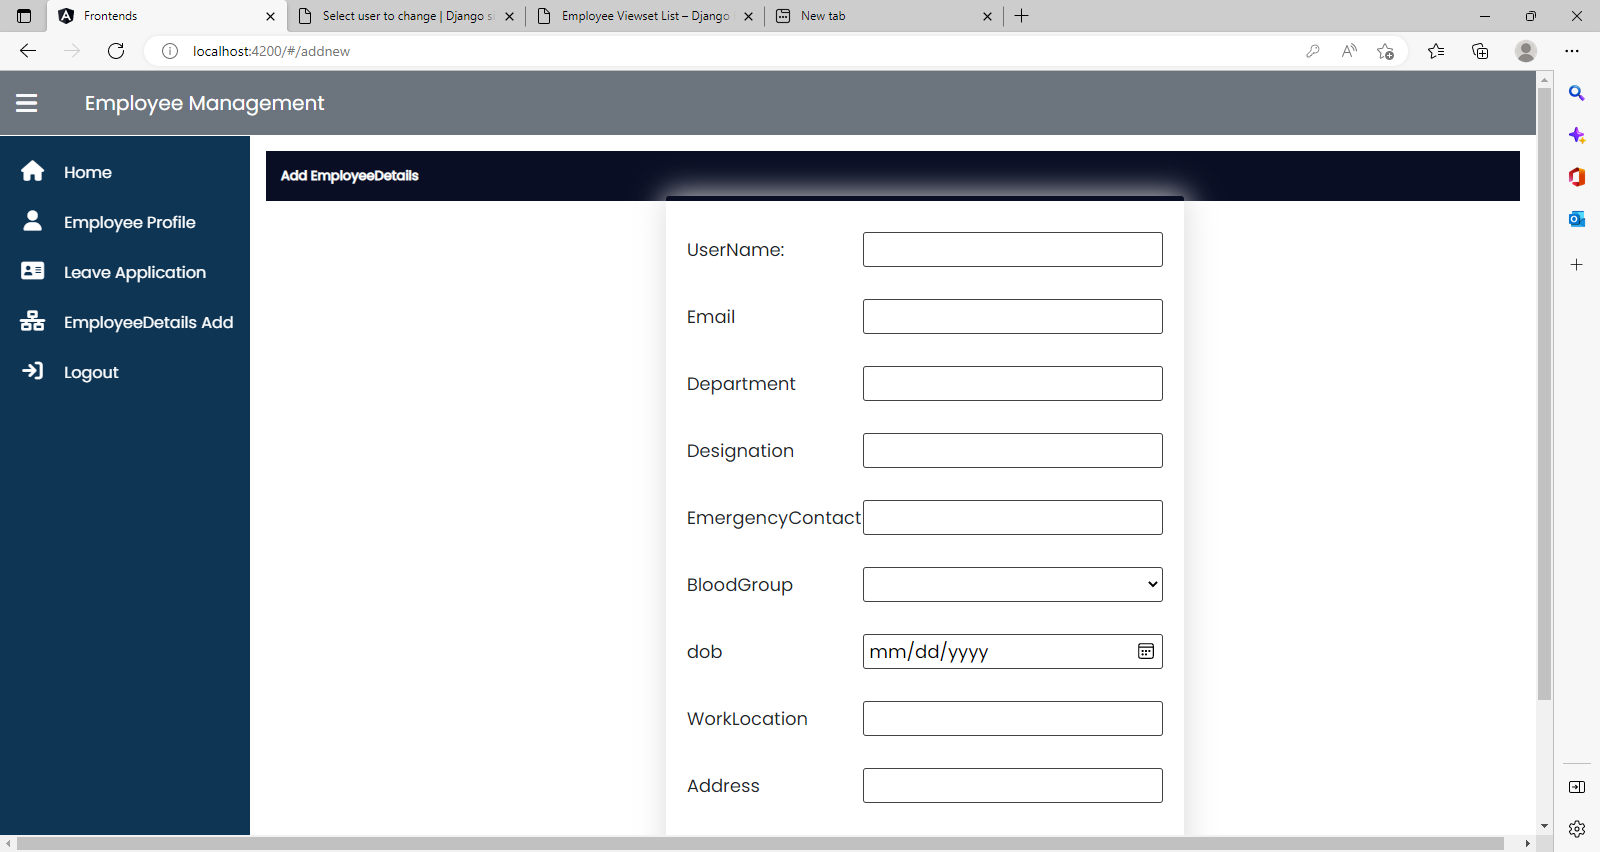 Frontends
Select user to change | Django s
Employee Viewset List – Django
New tab
localhost:4200/#/addnew
Employee Management
Home
Employee Profile
Leave Application
EmployeeDetails Add
Logout
Add EmployeeDetails
UserName:
Email
Department
Designation
EmergencyContact
BloodGroup
dob mm/dd/yyyy
WorkLocation
Address